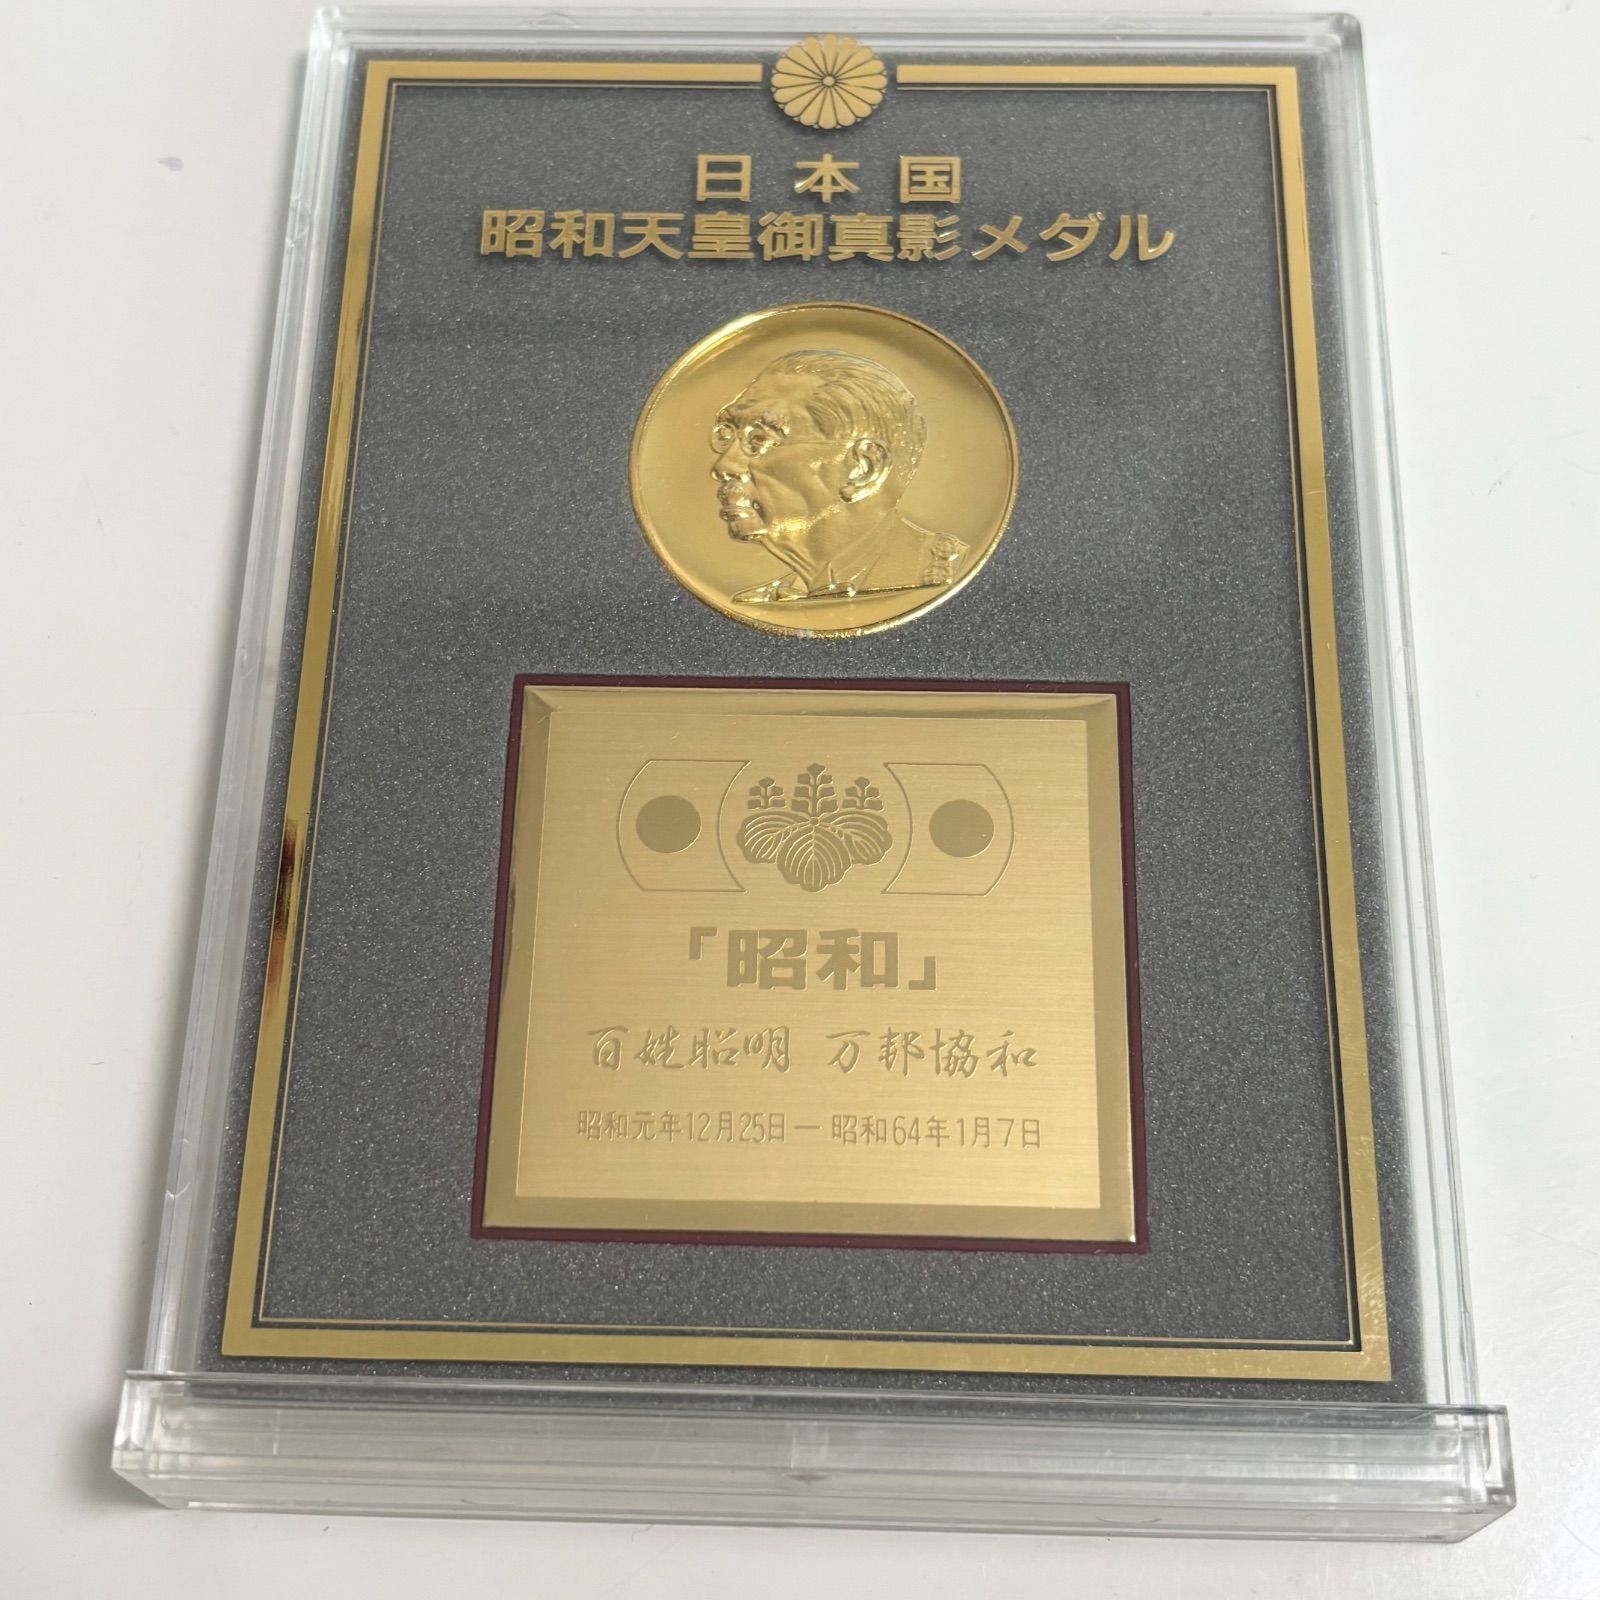 日本国
昭和天皇御真影メダル
「昭和」
百姓昭明 万邦協和
昭和元年12月25日ー昭和64年1月7日